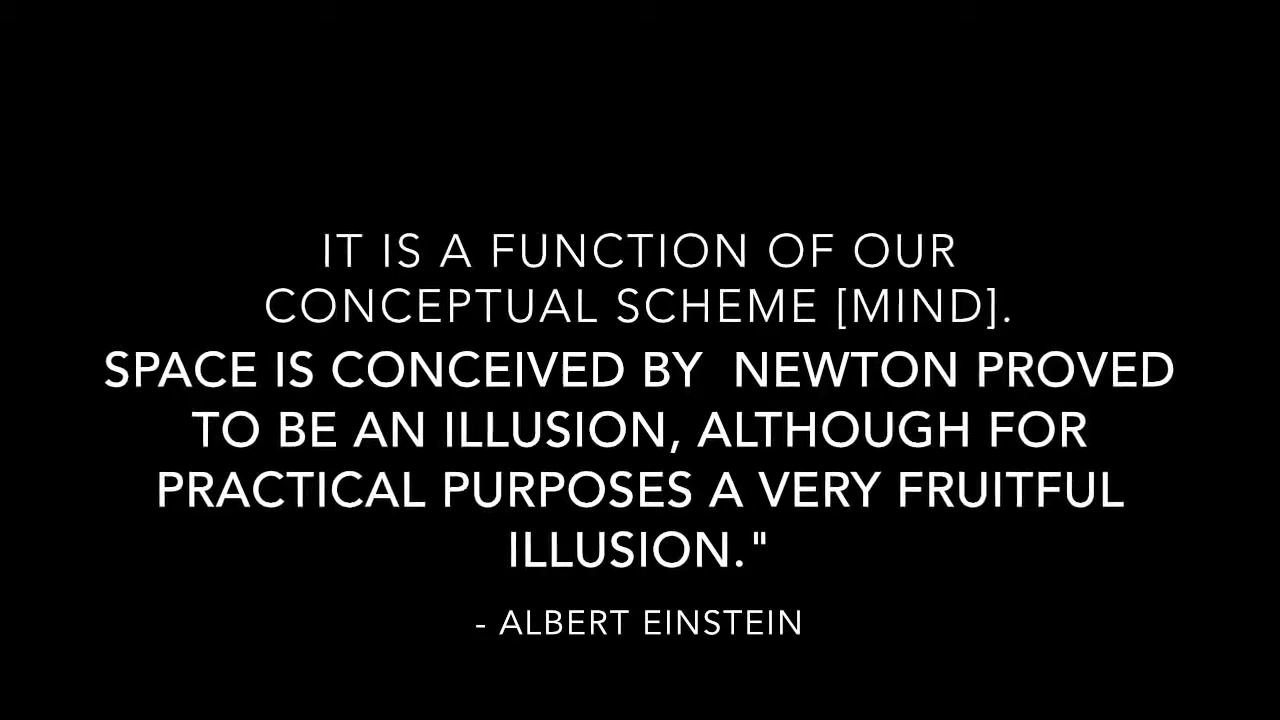 IT IS A FUNCTION OF OUR
CONCEPTUAL SCHEME [MIND].
SPACE IS CONCEIVED BY  NEWTON PROVED
TO BE AN ILLUSION, ALTHOUGH FOR
PRACTICAL PURPOSES A VERY FRUITFUL
ILLUSION."
- ALBERT EINSTEIN